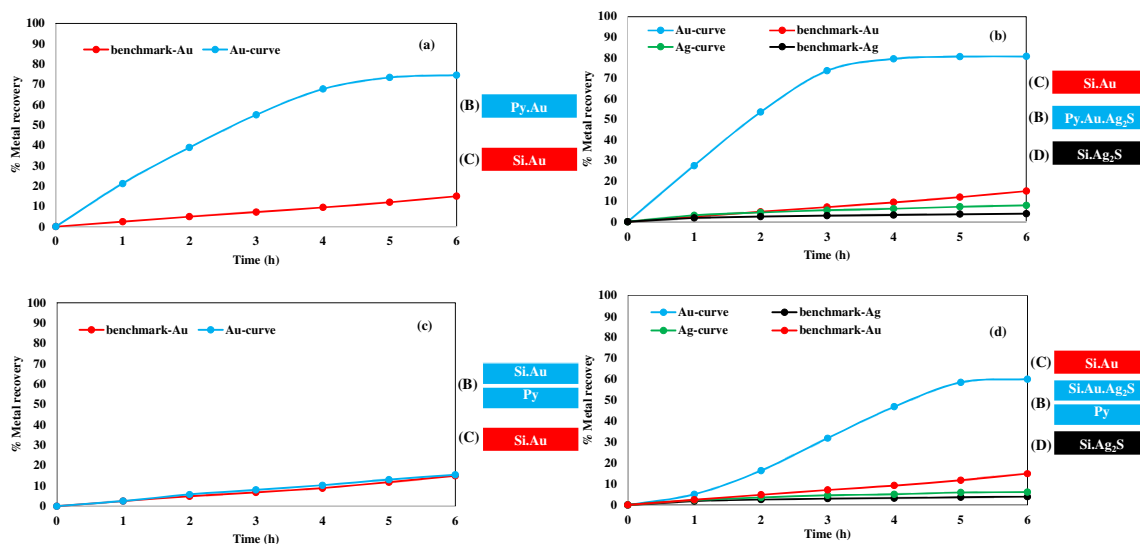 benchmark-Au Au-curve
(a)
% Metal recovery
100
90
80
70
60
50
40
30
20
10
0
0 1 2 3 4 5 6
Time (h)
(B) Py.Au
(C) Si.Au
Au-curve benchmark-Au
Ag-curve benchmark-Ag
(b)
% Metal recovery
100
90
80
70
60
50
40
30
20
10
0
0 1 2 3 4 5 6
Time (h)
(C) Si.Au
(B) Py.Au.Ag₂S
(D) Si.Ag₂S
benchmark-Au Au-curve
(c)
% Metal recovery
100
90
80
70
60
50
40
30
20
10
0
0 1 2 3 4 5 6
Time (h)
(B) Si.Au
Py
(C) Si.Au
Au-curve benchmark-Ag
Ag-curve benchmark-Au
(d)
% Metal recovey
100
90
80
70
60
50
40
30
20
10
0
0 1 2 3 4 5 6
Time (h)
(C) Si.Au
(B) Si.Au.Ag₂S
Py
(D) Si.Ag₂S